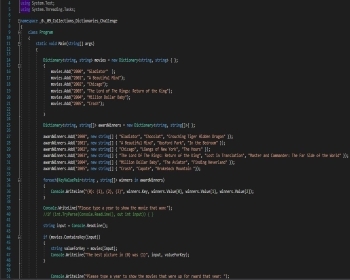 using System.Text;
using System.Threading.Tasks;
namespace _09_Collections_Dictionaries_Challenge
{
class Program
{
static void Main(string[] args)
{
Dictionary<string, string> movies = new Dictionary<string, string>( );
movies.Add("2000", "Gladiator" );
movies.Add("2001", "A Beautiful Mind");
movies.Add("2002", "Chicago");
movies.Add("2003", "The Lord of The Rings: Return of the King");
movies.Add("2004", "Million Dollar Baby");
movies.Add("2005", "Crash");
Dictionary<string, string[]> awardWinners = new Dictionary<string, string[]>( );
awardWinners.Add("2000", new string[] { "Gladiator", "Chocolat", "Crouching Tiger Hidden Dragon" });
awardWinners.Add("2001", new string[] { "A Beautiful Mind", "Gosford Park", "In the Bedroom" });
awardWinners.Add("2002", new string[] { "Chicago", "Gangs of New York", "The Hours" });
awardWinners.Add("2003", new string[] { "The Lord of The Rings: Return of the King", "Lost in Translation", "Master And Commander: The Far Side of the World" });
awardWinners.Add("2004", new string[] { "Million Dollar Baby", "The Aviator", "Finding Neverland" });
awardWinners.Add("2005", new string[] { "Crash", "Capote", "Brokeback Mountain" });
foreach(KeyValuePair<string, string[]> winners in awardWinners)
{
Console.WriteLine("{0}: {1}, {2}, {3}", winners.Key, winners.Value[0], winners.Value[1], winners.Value[2]);
}
Console.WriteLine("Please type a year to show the movie that won:");
//if (int.TryParse(Console.ReadLine(), out int input)) { }
string input = Console.ReadLine();
if (movies.ContainsKey(input))
{
string valueForKey = movies[input];
Console.WriteLine("The best picture in {0} was {1}", input, valueForKey);
}
Console.WriteLine("Please type a year to show the movies that were up for award that year: ");